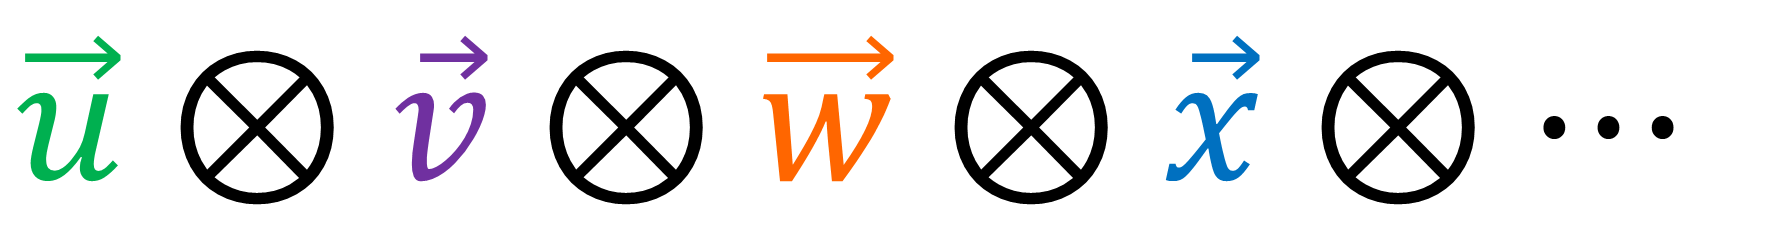 u⃗ ⊗ v⃗ ⊗ w⃗ ⊗ x⃗ ⊗ ⋯